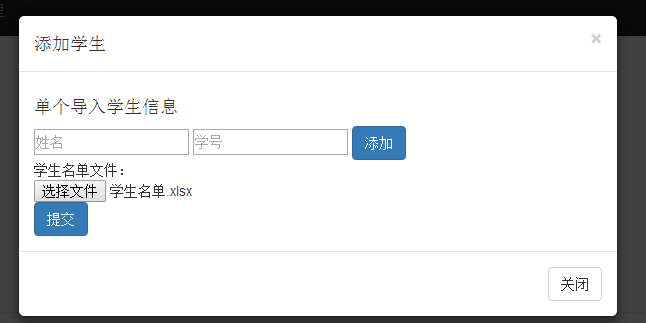 添加学生 ×
单个导入学生信息
姓名 学号 添加
学生名单文件：
选择文件 学生名单.xlsx
提交
关闭